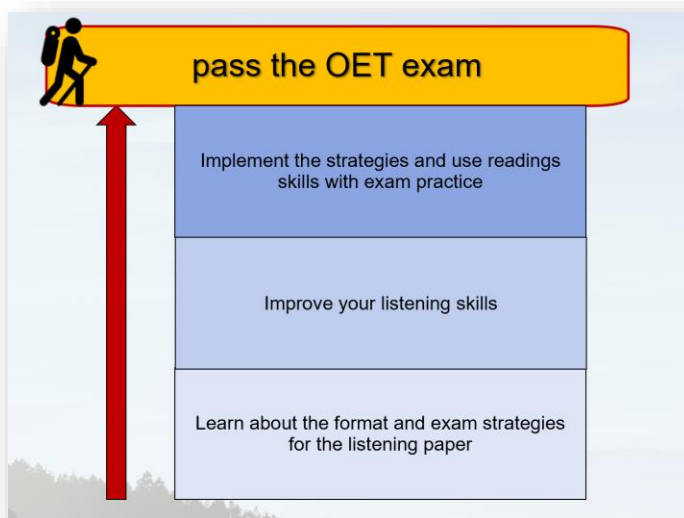 pass the OET exam
Implement the strategies and use readings
skills with exam practice
Improve your listening skills
Learn about the format and exam strategies
for the listening paper